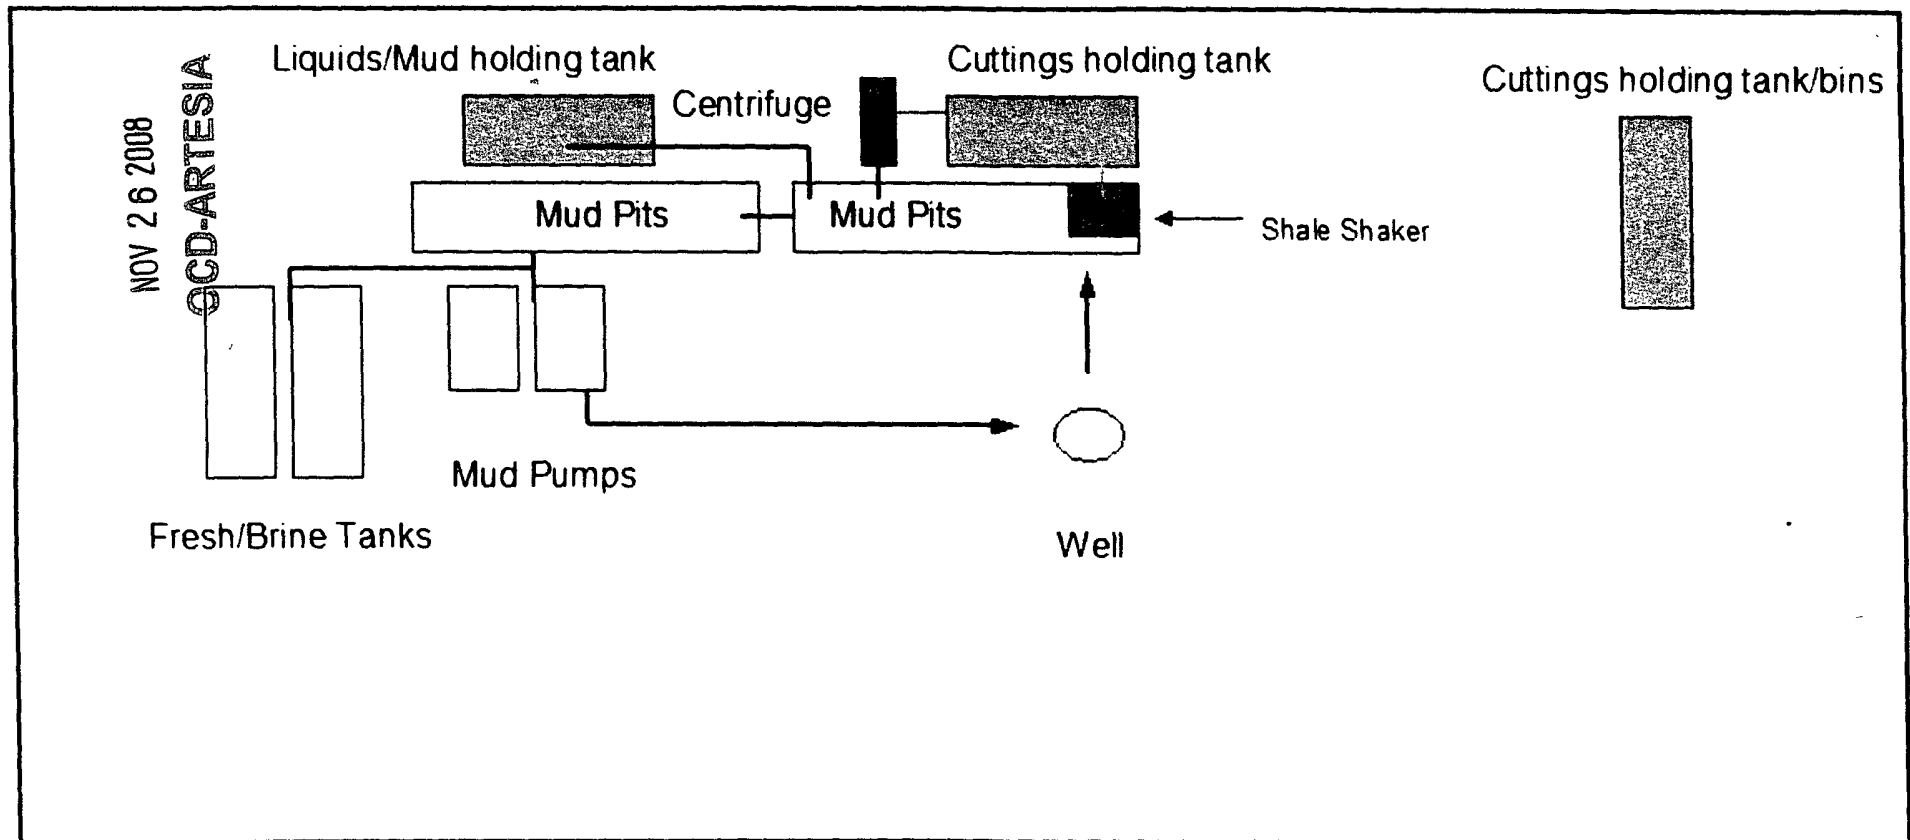 NOV 26 2008
OCD-ARTESIA
Liquids/Mud holding tank
Cuttings holding tank
Cuttings holding tank/bins
Centrifuge
Mud Pits
Mud Pits
Shale Shaker
Mud Pumps
Fresh/Brine Tanks
Well